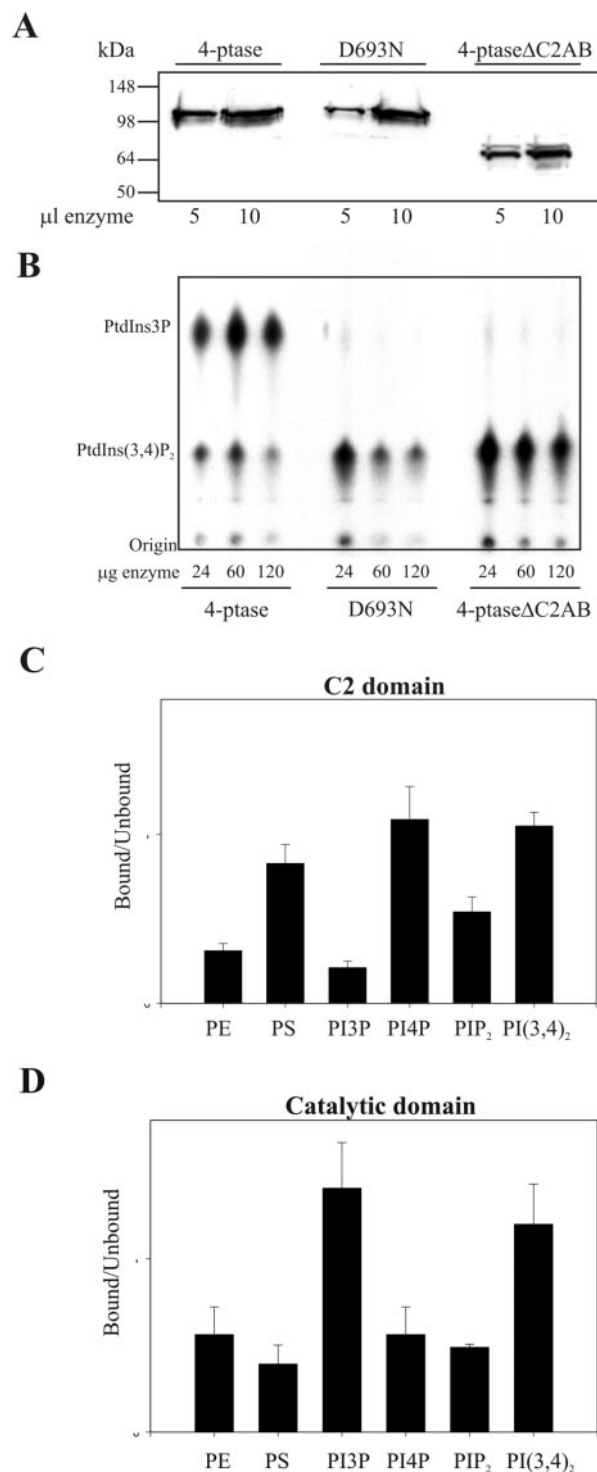 A
kDa 4-ptase D693N 4-ptaseΔC2AB
148
98
64
50
µl enzyme 5 10 5 10 5 10
B
PtdIns3P
PtdIns(3,4)P₂
Origin
µg enzyme 24 60 120 24 60 120 24 60 120
4-ptase D693N 4-ptaseΔC2AB
C
C2 domain
Bound/Unbound
PE PS PI3P PI4P PIP₂ PI(3,4)₂
D
Catalytic domain
Bound/Unbound
PE PS PI3P PI4P PIP₂ PI(3,4)₂